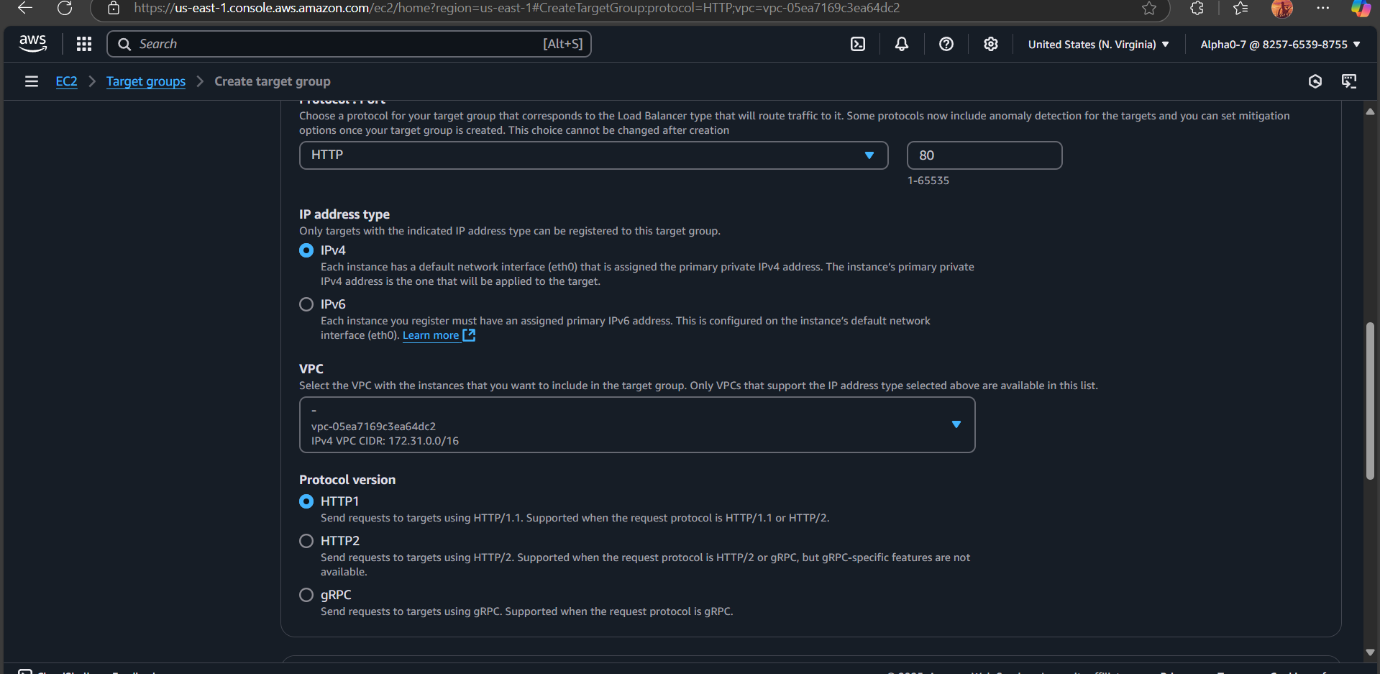 https://us-east-1.console.aws.amazon.com/ec2/home?region=us-east-1#CreateTargetGroup:protocol=HTTP;vpc=vpc-05ea7169c3ea64dc2
aws
Search
[Alt+S]
United States (N. Virginia)
Alpha0-7 @ 8257-6539-8755
EC2
Target groups
Create target group
Protocol : Port
Choose a protocol for your target group that corresponds to the Load Balancer type that will route traffic to it. Some protocols now include anomaly detection for the targets and you can set mitigation
options once your target group is created. This choice cannot be changed after creation
HTTP
80
1-65535
IP address type
Only targets with the indicated IP address type can be registered to this target group.
IPv4
Each instance has a default network interface (eth0) that is assigned the primary private IPv4 address. The instance's primary private
IPv4 address is the one that will be applied to the target.
IPv6
Each instance you register must have an assigned primary IPv6 address. This is configured on the instance's default network
interface (eth0). Learn more
VPC
Select the VPC with the instances that you want to include in the target group. Only VPCs that support the IP address type selected above are available in this list.
-
vpc-05ea7169c3ea64dc2
IPv4 VPC CIDR: 172.31.0.0/16
Protocol version
HTTP1
Send requests to targets using HTTP/1.1. Supported when the request protocol is HTTP/1.1 or HTTP/2.
HTTP2
Send requests to targets using HTTP/2. Supported when the request protocol is HTTP/2 or gRPC, but gRPC-specific features are not
available.
gRPC
Send requests to targets using gRPC. Supported when the request protocol is gRPC.